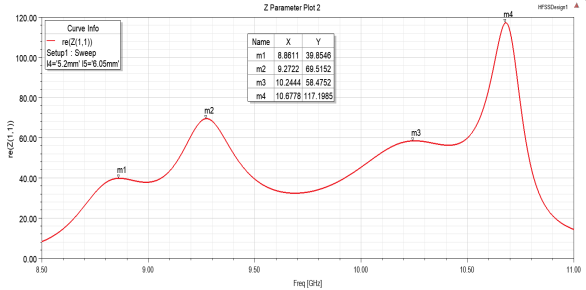 Z Parameter Plot 2
HFSSDesign1
Curve Info
re(Z(1,1))
Setup1 : Sweep
l4='5.2mm' l5='6.05mm'
Name X Y
m1 8.8611 39.8546
m2 9.2722 69.5152
m3 10.2444 58.4752
m4 10.6778 117.1985
m4
m2
m3
m1
re(Z(1,1))
120.00
100.00
80.00
60.00
40.00
20.00
0.00
8.50 9.00 9.50 10.00 10.50 11.00
Freq [GHz]